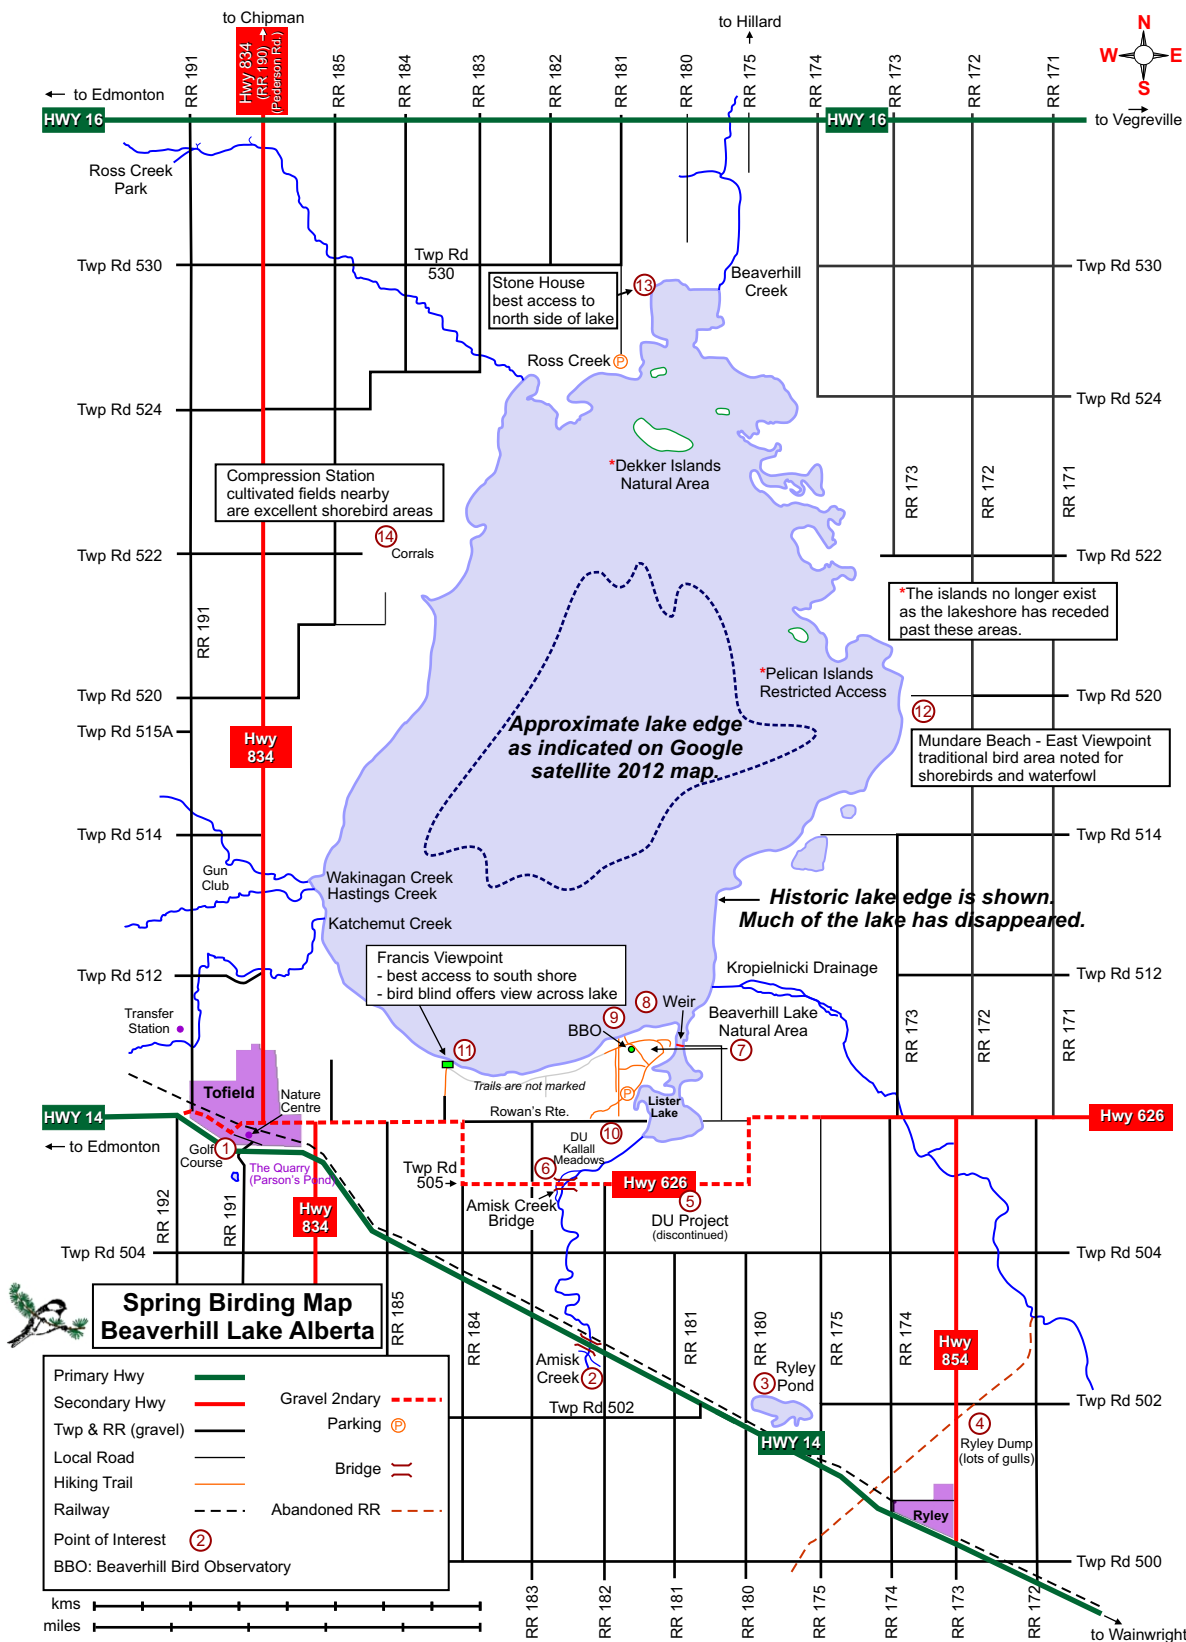 to Chipman
to Hillard
N
W
E
S
Hwy 834
(RR 190)
(Pederson Rd.)
RR 191
RR 185
RR 184
RR 183
RR 182
RR 181
RR 180
RR 175
RR 174
RR 173
RR 172
RR 171
to Edmonton
HWY 16
HWY 16
to Vegreville
Ross Creek
Park
Twp Rd 530
Twp Rd
530
Twp Rd 530
Stone House
best access to
north side of lake
13
Beaverhill
Creek
Ross Creek
P
Twp Rd 524
Twp Rd 524
*Dekker Islands
Natural Area
RR 173
RR 172
RR 171
Compression Station
cultivated fields nearby
are excellent shorebird areas
14
Corrals
Twp Rd 522
Twp Rd 522
*The islands no longer exist
as the lakeshore has receded
past these areas.
RR 191
*Pelican Islands
Restricted Access
Twp Rd 520
Twp Rd 520
12
Twp Rd 515A
Hwy
834
Approximate lake edge
as indicated on Google
satellite 2012 map.
Mundare Beach - East Viewpoint
traditional bird area noted for
shorebirds and waterfowl
Twp Rd 514
Twp Rd 514
Gun
Club
Wakinagan Creek
Hastings Creek
Katchemut Creek
Historic lake edge is shown.
Much of the lake has disappeared.
Francis Viewpoint
- best access to south shore
- bird blind offers view across lake
Twp Rd 512
Kropielnicki Drainage
Twp Rd 512
Transfer
Station
9
8
Weir
BBO
Beaverhill Lake
Natural Area
7
11
RR 173
RR 172
RR 171
Trails are not marked
P
Tofield
Nature
Centre
Rowan's Rte.
Lister
Lake
HWY 14
Hwy 626
to Edmonton
1
Golf
Course
The Quarry
(Parson's Pond)
10
DU
Kallall
Meadows
6
Twp Rd
505
Hwy 626
5
Amisk Creek
Bridge
DU Project
(discontinued)
RR 192
RR 191
Hwy
834
Twp Rd 504
Twp Rd 504
Spring Birding Map
Beaverhill Lake Alberta
RR 185
RR 184
RR 181
RR 180
RR 175
RR 174
Hwy
854
Amisk
Creek
2
3
Ryley
Pond
Twp Rd 502
Twp Rd 502
4
Ryley Dump
(lots of gulls)
HWY 14
Ryley
Primary Hwy
Secondary Hwy
Twp & RR (gravel)
Local Road
Hiking Trail
Railway
Point of Interest
2
BBO: Beaverhill Bird Observatory
Gravel 2ndary
Parking
P
Bridge
Abandoned RR
Twp Rd 500
kms
miles
RR 183
RR 182
RR 181
RR 180
RR 175
RR 174
RR 173
RR 172
to Wainwright